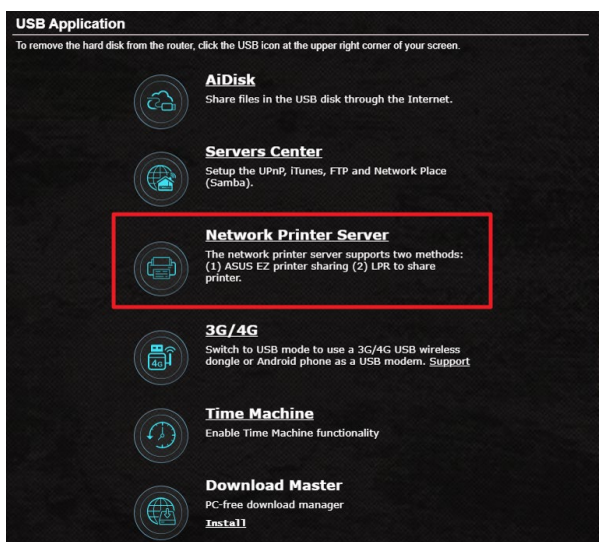 USB Application
To remove the hard disk from the router, click the USB icon at the upper right corner of your screen.
AiDisk
Share files in the USB disk through the Internet.
Servers Center
Setup the UPnP, iTunes, FTP and Network Place
(Samba).
Network Printer Server
The network printer server supports two methods:
(1) ASUS EZ printer sharing (2) LPR to share
printer.
3G/4G
4G
Switch to USB mode to use a 3G/4G USB wireless
dongle or Android phone as a USB modem. Support
Time Machine
Enable Time Machine functionality
Download Master
PC-free download manager
Install